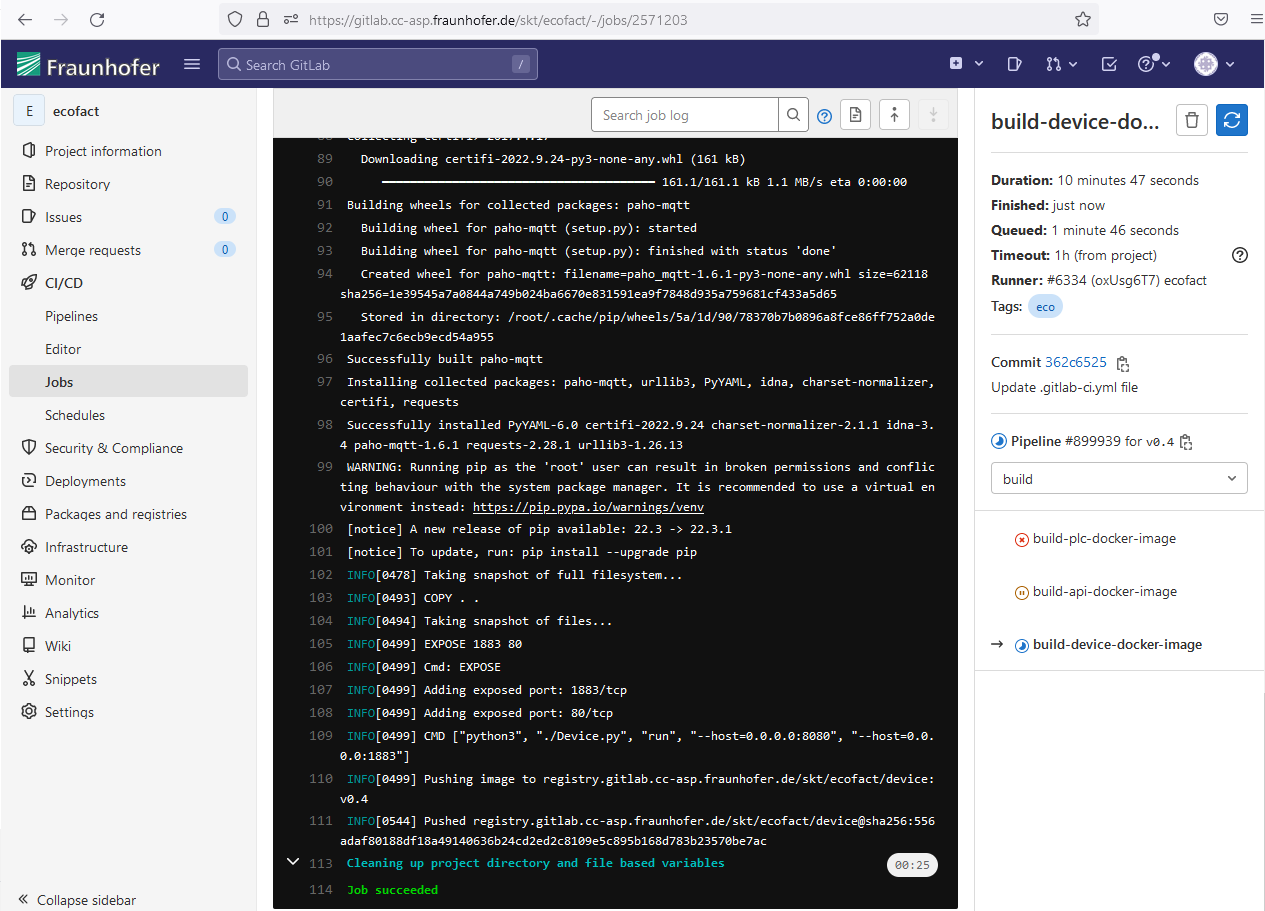 https://gitlab.cc-asp.fraunhofer.de/skt/ecofact/-/jobs/2571203
Fraunhofer
Search GitLab
/
E
ecofact
Project information
Repository
Issues
0
Merge requests
0
CI/CD
Pipelines
Editor
Jobs
Schedules
Security & Compliance
Deployments
Packages and registries
Infrastructure
Monitor
Analytics
Wiki
Snippets
Settings
Collapse sidebar
Search job log
89 Downloading certifi-2022.9.24-py3-none-any.whl (161 kB)
90 ━━━━━━━━━━━━━━━━━━━━━━━━━━━━━━━━━━━━━━━ 161.1/161.1 kB 1.1 MB/s eta 0:00:00
91 Building wheels for collected packages: paho-mqtt
92 Building wheel for paho-mqtt (setup.py): started
93 Building wheel for paho-mqtt (setup.py): finished with status 'done'
94 Created wheel for paho-mqtt: filename=paho_mqtt-1.6.1-py3-none-any.whl size=62118
sha256=1e39545a7a0844a749b024ba6670e831591ea9f7848d935a759681cf433a5d65
95 Stored in directory: /root/.cache/pip/wheels/5a/1d/90/78370b7b0896a8fce86ff752a0de
1aafec7c6ecb9ecd54a955
96 Successfully built paho-mqtt
97 Installing collected packages: paho-mqtt, urllib3, PyYAML, idna, charset-normalizer,
certifi, requests
98 Successfully installed PyYAML-6.0 certifi-2022.9.24 charset-normalizer-2.1.1 idna-3.
4 paho-mqtt-1.6.1 requests-2.28.1 urllib3-1.26.13
99 WARNING: Running pip as the 'root' user can result in broken permissions and conflic
ting behaviour with the system package manager. It is recommended to use a virtual en
vironment instead: https://pip.pypa.io/warnings/venv
100 [notice] A new release of pip available: 22.3 -> 22.3.1
101 [notice] To update, run: pip install --upgrade pip
102 INFO[0478] Taking snapshot of full filesystem...
103 INFO[0493] COPY . .
104 INFO[0494] Taking snapshot of files...
105 INFO[0499] EXPOSE 1883 80
106 INFO[0499] Cmd: EXPOSE
107 INFO[0499] Adding exposed port: 1883/tcp
108 INFO[0499] Adding exposed port: 80/tcp
109 INFO[0499] CMD ["python3", "./Device.py", "run", "--host=0.0.0.0:8080", "--host=0.0.
0.0:1883"]
110 INFO[0499] Pushing image to registry.gitlab.cc-asp.fraunhofer.de/skt/ecofact/device:
v0.4
111 INFO[0544] Pushed registry.gitlab.cc-asp.fraunhofer.de/skt/ecofact/device@sha256:556
adaf80188df18a49140636b24cd2ed2c8109e5c895b168d783b23570be7ac
113 Cleaning up project directory and file based variables 00:25
114 Job succeeded
build-device-do...
Duration: 10 minutes 47 seconds
Finished: just now
Queued: 1 minute 46 seconds
Timeout: 1h (from project)
Runner: #6334 (oxUsg6T7) ecofact
Tags: eco
Commit 362c6525
Update .gitlab-ci.yml file
Pipeline #899939 for v0.4
build
build-plc-docker-image
build-api-docker-image
→ build-device-docker-image